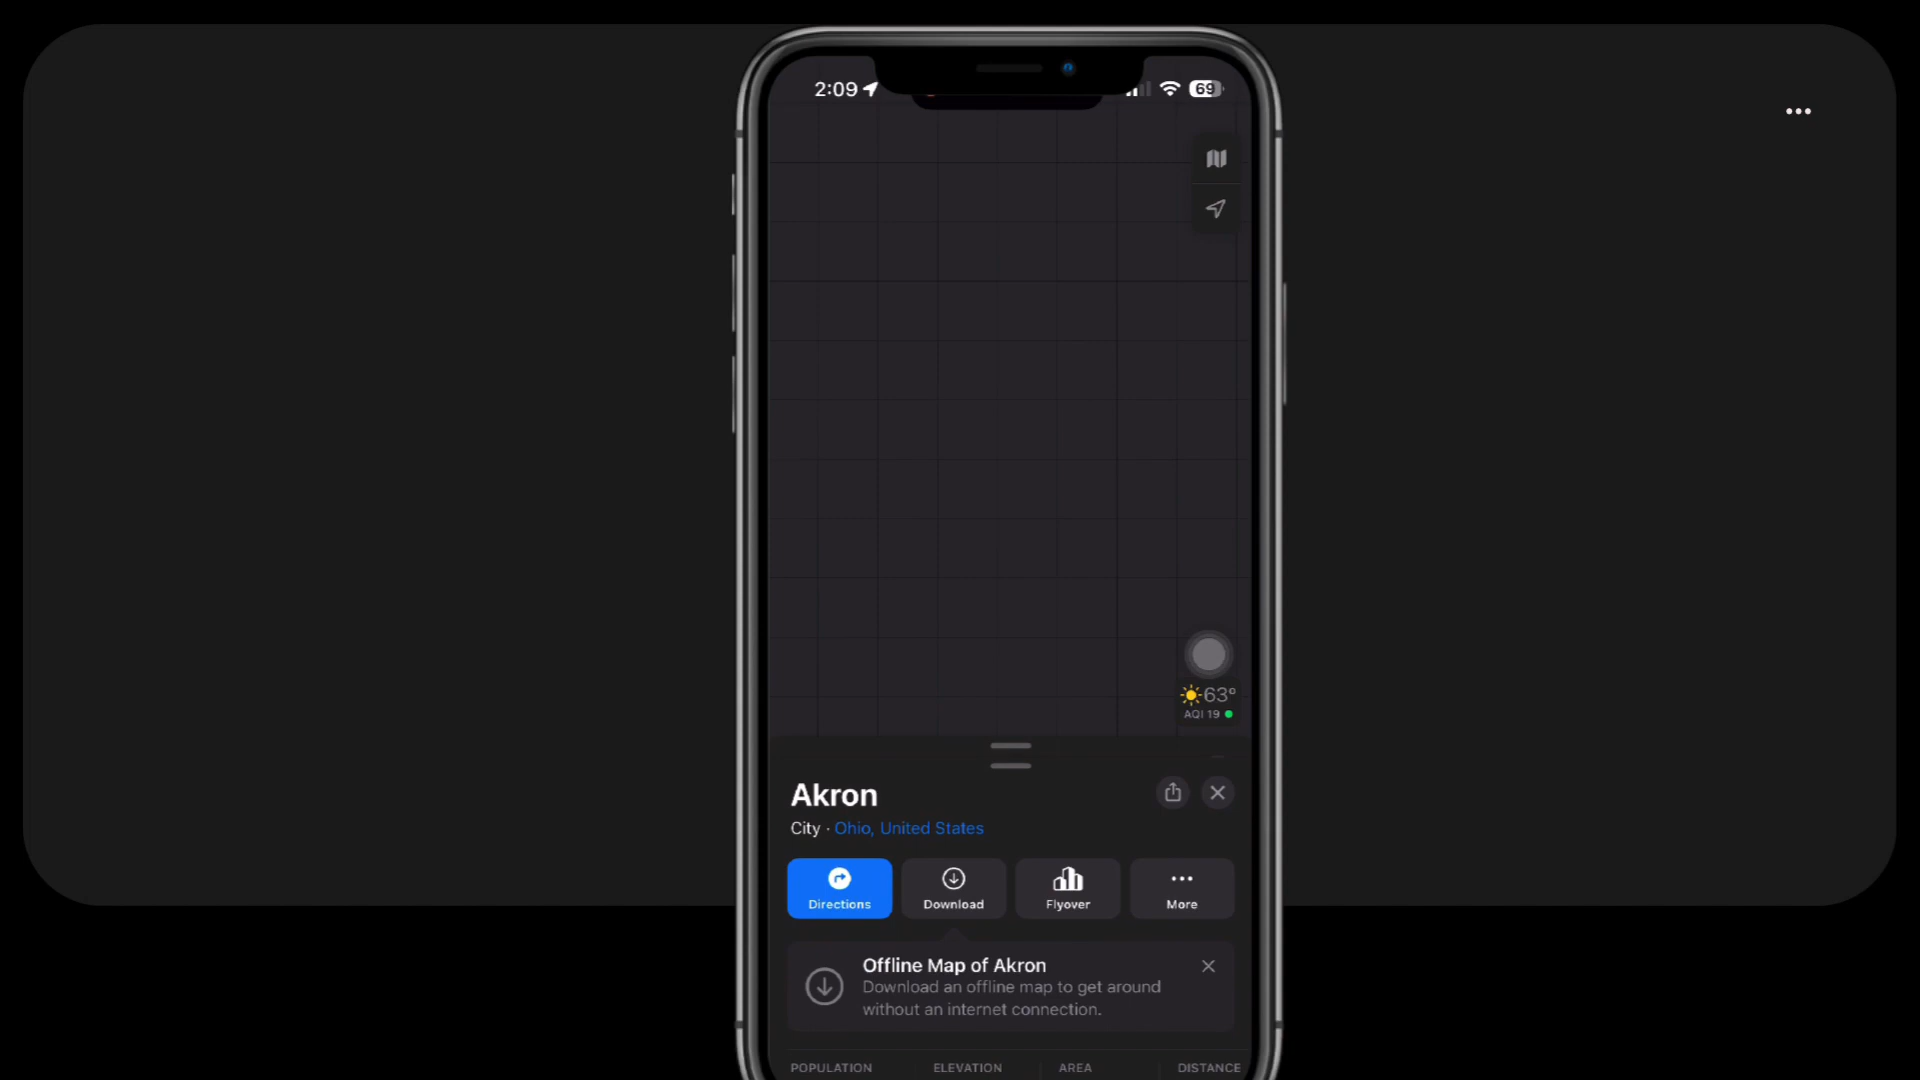 2:09
69
63°
AQI 19
Akron
City · Ohio, United States
Directions
Download
Flyover
More
Offline Map of Akron
Download an offline map to get around
without an internet connection.
POPULATION
ELEVATION
AREA
DISTANCE